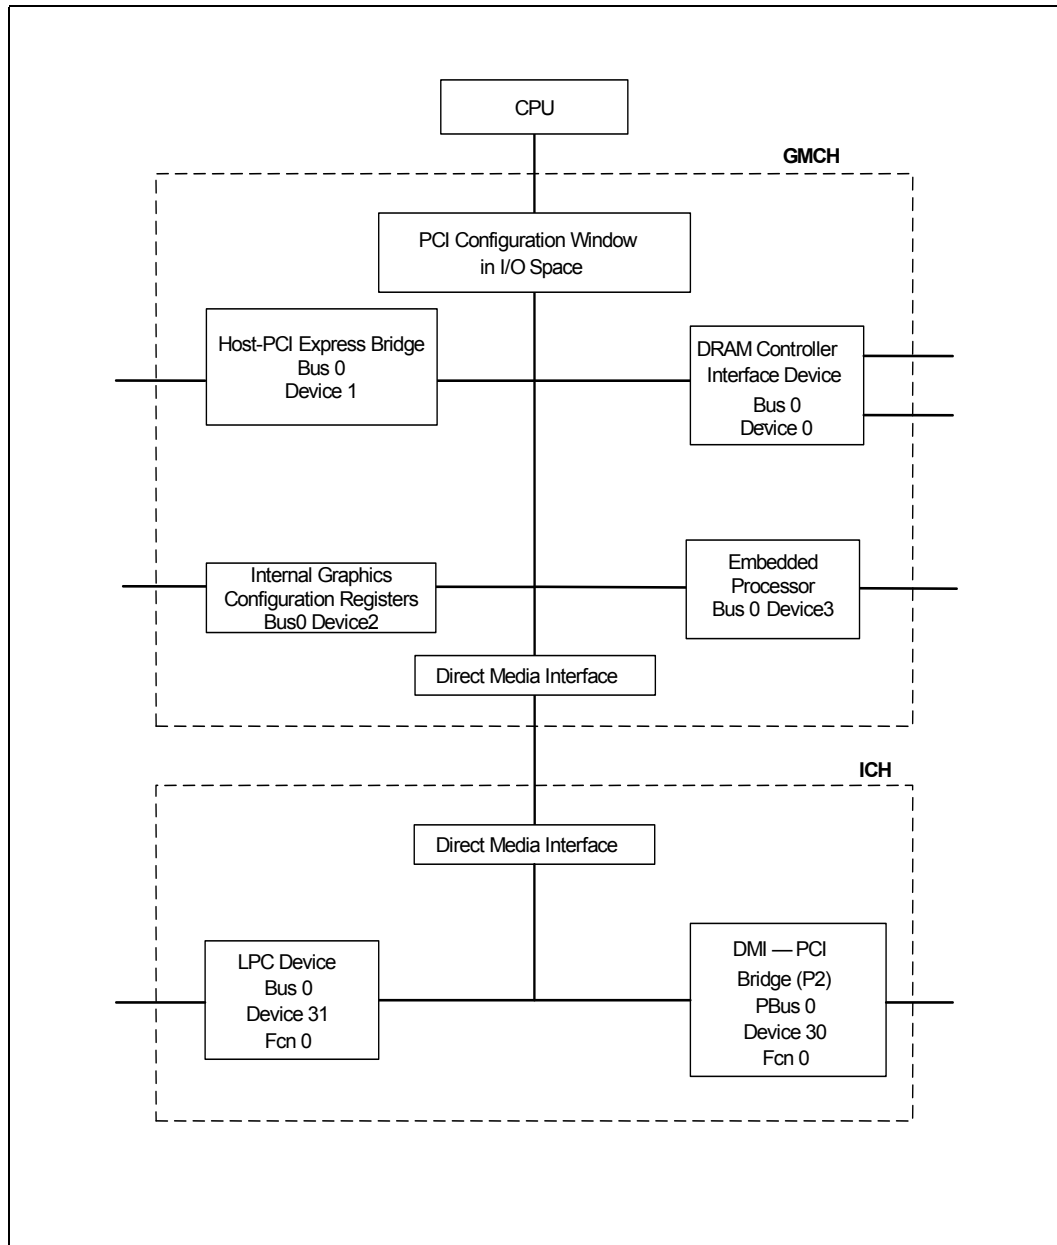 CPU
GMCH
PCI Configuration Window
in I/O Space
Host-PCI Express Bridge
Bus 0
Device 1
DRAM Controller
Interface Device
Bus 0
Device 0
Internal Graphics
Configuration Registers
Bus0 Device2
Embedded
Processor
Bus 0 Device3
Direct Media Interface
ICH
Direct Media Interface
LPC Device
Bus 0
Device 31
Fcn 0
DMI — PCI
Bridge (P2)
PBus 0
Device 30
Fcn 0